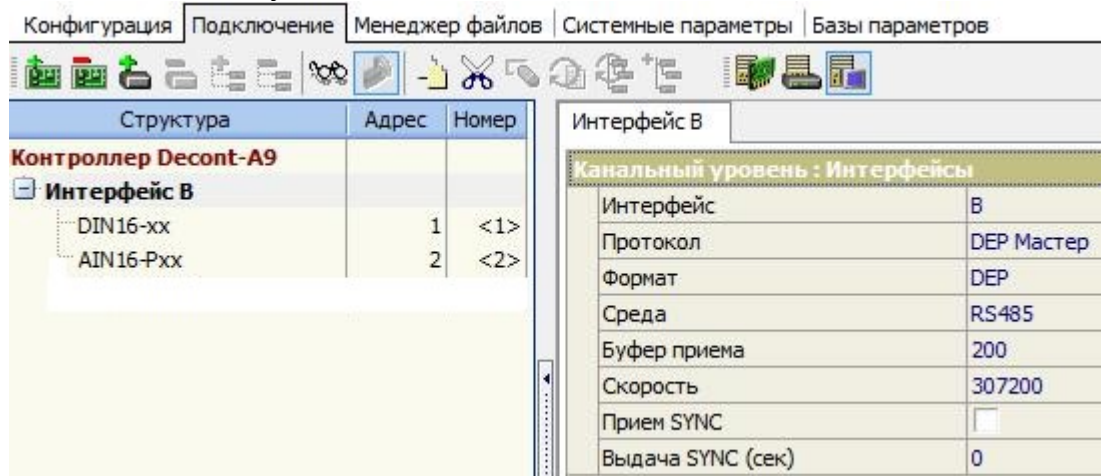 Конфигурация Подключение Менеджер файлов Системные параметры Базы параметров
Структура Адрес Номер
Контроллер Decont-A9
Интерфейс B
DIN16-xx 1 <1>
AIN16-Pxx 2 <2>
Интерфейс B
Канальный уровень : Интерфейсы
Интерфейс B
Протокол DEP Мастер
Формат DEP
Среда RS485
Буфер приема 200
Скорость 307200
Прием SYNC
Выдача SYNC (сек) 0